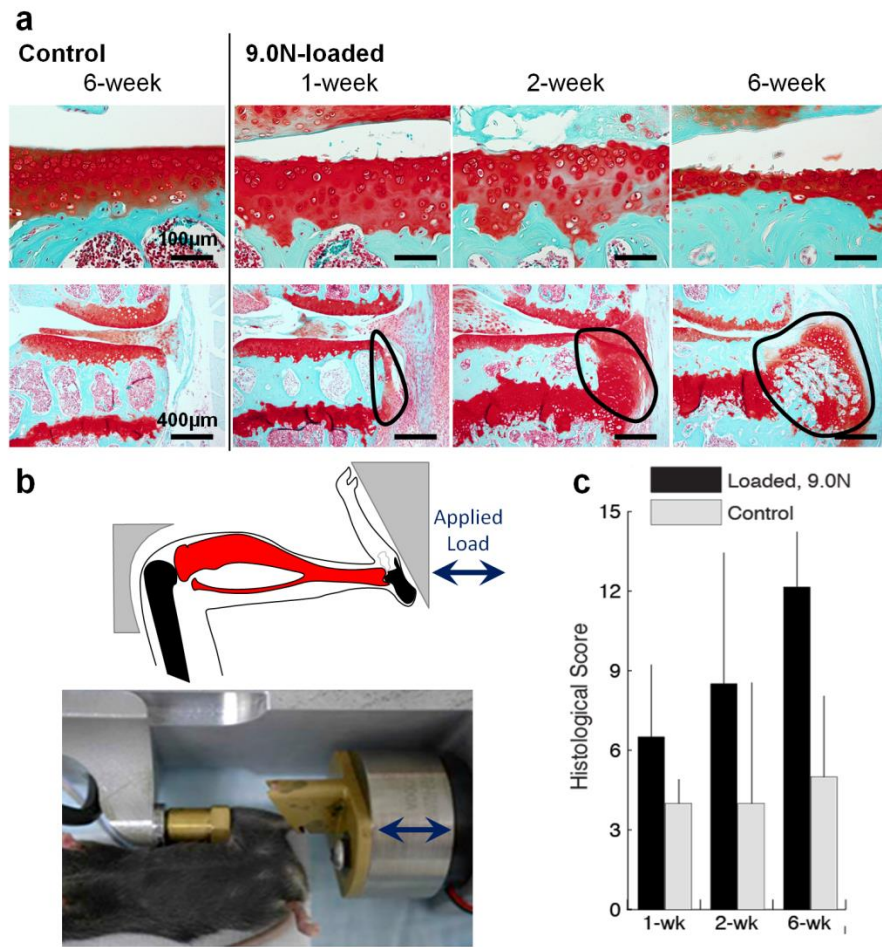 a
Control
9.0N-loaded
6-week
1-week
2-week
6-week
100µm
400µm
b
Applied
Load
c
Loaded, 9.0N
Control
Histological Score
15
12
9
6
3
0
1-wk
2-wk
6-wk